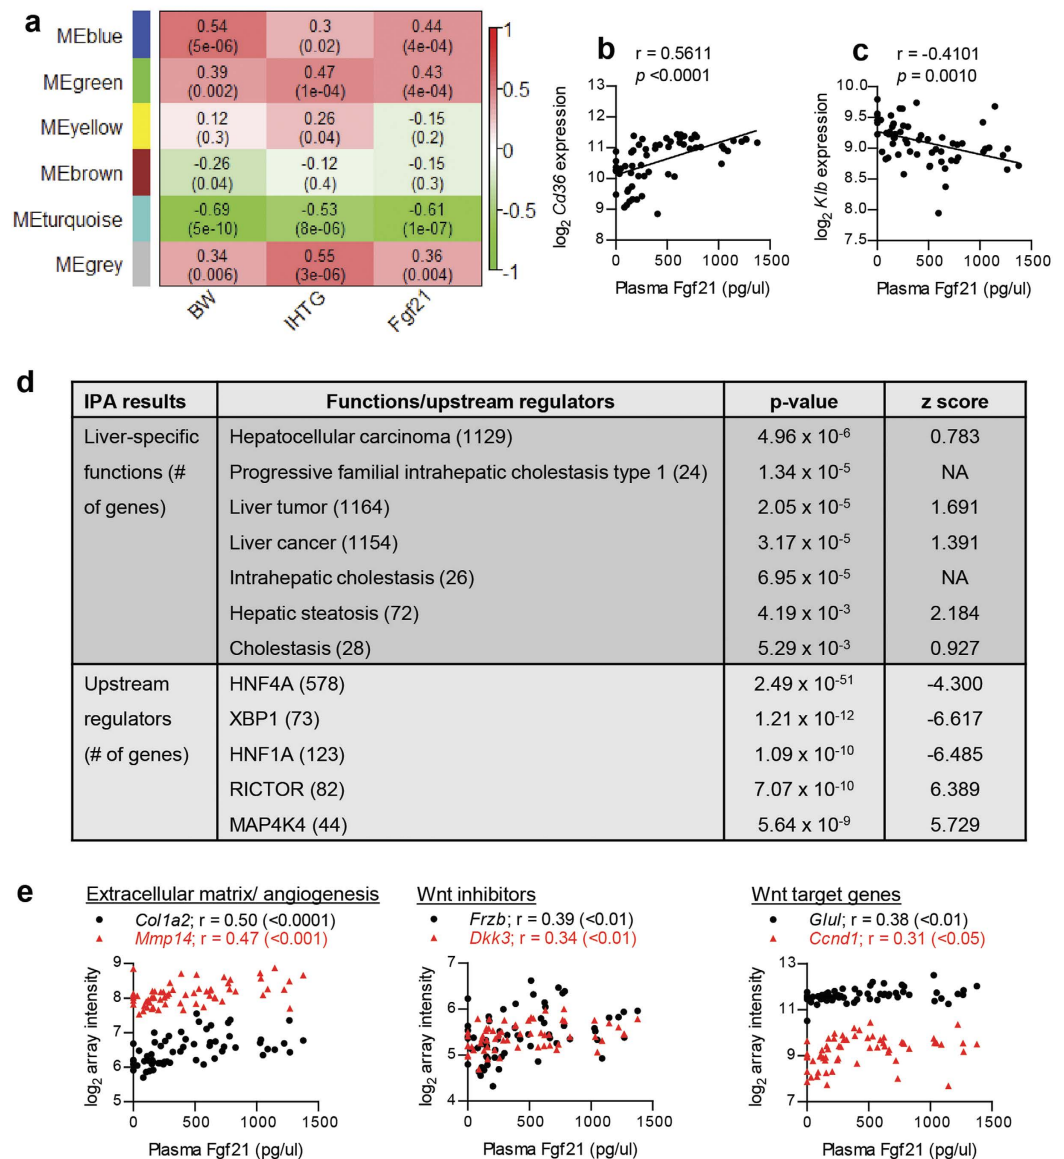 a
MEblue 0.54 0.3 0.44
(5e-06) (0.02) (4e-04)
MEgreen 0.39 0.47 0.43
(0.002) (1e-04) (4e-04)
MEyellow 0.12 0.26 -0.15
(0.3) (0.04) (0.2)
MEbrown -0.26 -0.12 -0.15
(0.04) (0.4) (0.3)
MEturquoise -0.69 -0.53 -0.61
(5e-10) (8e-06) (1e-07)
MEgrey 0.34 0.55 0.36
(0.006) (3e-06) (0.004)
BW IHTG Fgf21
1
0.5
0
-0.5
-1
b
r = 0.5611
p <0.0001
log2 Cd36 expression
13
12
11
10
9
8
0 500 1000 1500
Plasma Fgf21 (pg/ul)
c
r = -0.4101
p = 0.0010
log2 Klb expression
10.0
9.5
9.0
8.5
8.0
7.5
0 500 1000 1500
Plasma Fgf21 (pg/ul)
d
IPA results Functions/upstream regulators p-value z score
Liver-specific Hepatocellular carcinoma (1129) 4.96 x 10-6 0.783
functions (# Progressive familial intrahepatic cholestasis type 1 (24) 1.34 x 10-5 NA
of genes) Liver tumor (1164) 2.05 x 10-5 1.691
Liver cancer (1154) 3.17 x 10-5 1.391
Intrahepatic cholestasis (26) 6.95 x 10-5 NA
Hepatic steatosis (72) 4.19 x 10-3 2.184
Cholestasis (28) 5.29 x 10-3 0.927
Upstream HNF4A (578) 2.49 x 10-51 -4.300
regulators XBP1 (73) 1.21 x 10-12 -6.617
(# of genes) HNF1A (123) 1.09 x 10-10 -6.485
RICTOR (82) 7.07 x 10-10 6.389
MAP4K4 (44) 5.64 x 10-9 5.729
e
Extracellular matrix/ angiogenesis
Col1a2; r = 0.50 (<0.0001)
Mmp14; r = 0.47 (<0.001)
log2 array intensity
9
8
7
6
5
0 500 1000 1500
Plasma Fgf21 (pg/ul)
Wnt inhibitors
Frzb; r = 0.39 (<0.01)
Dkk3; r = 0.34 (<0.01)
log2 array intensity
7
6
5
4
0 500 1000 1500
Plasma Fgf21 (pg/ul)
Wnt target genes
Glul; r = 0.38 (<0.01)
Ccnd1; r = 0.31 (<0.05)
log2 array intensity
13
11
9
7
0 500 1000 1500
Plasma Fgf21 (pg/ul)